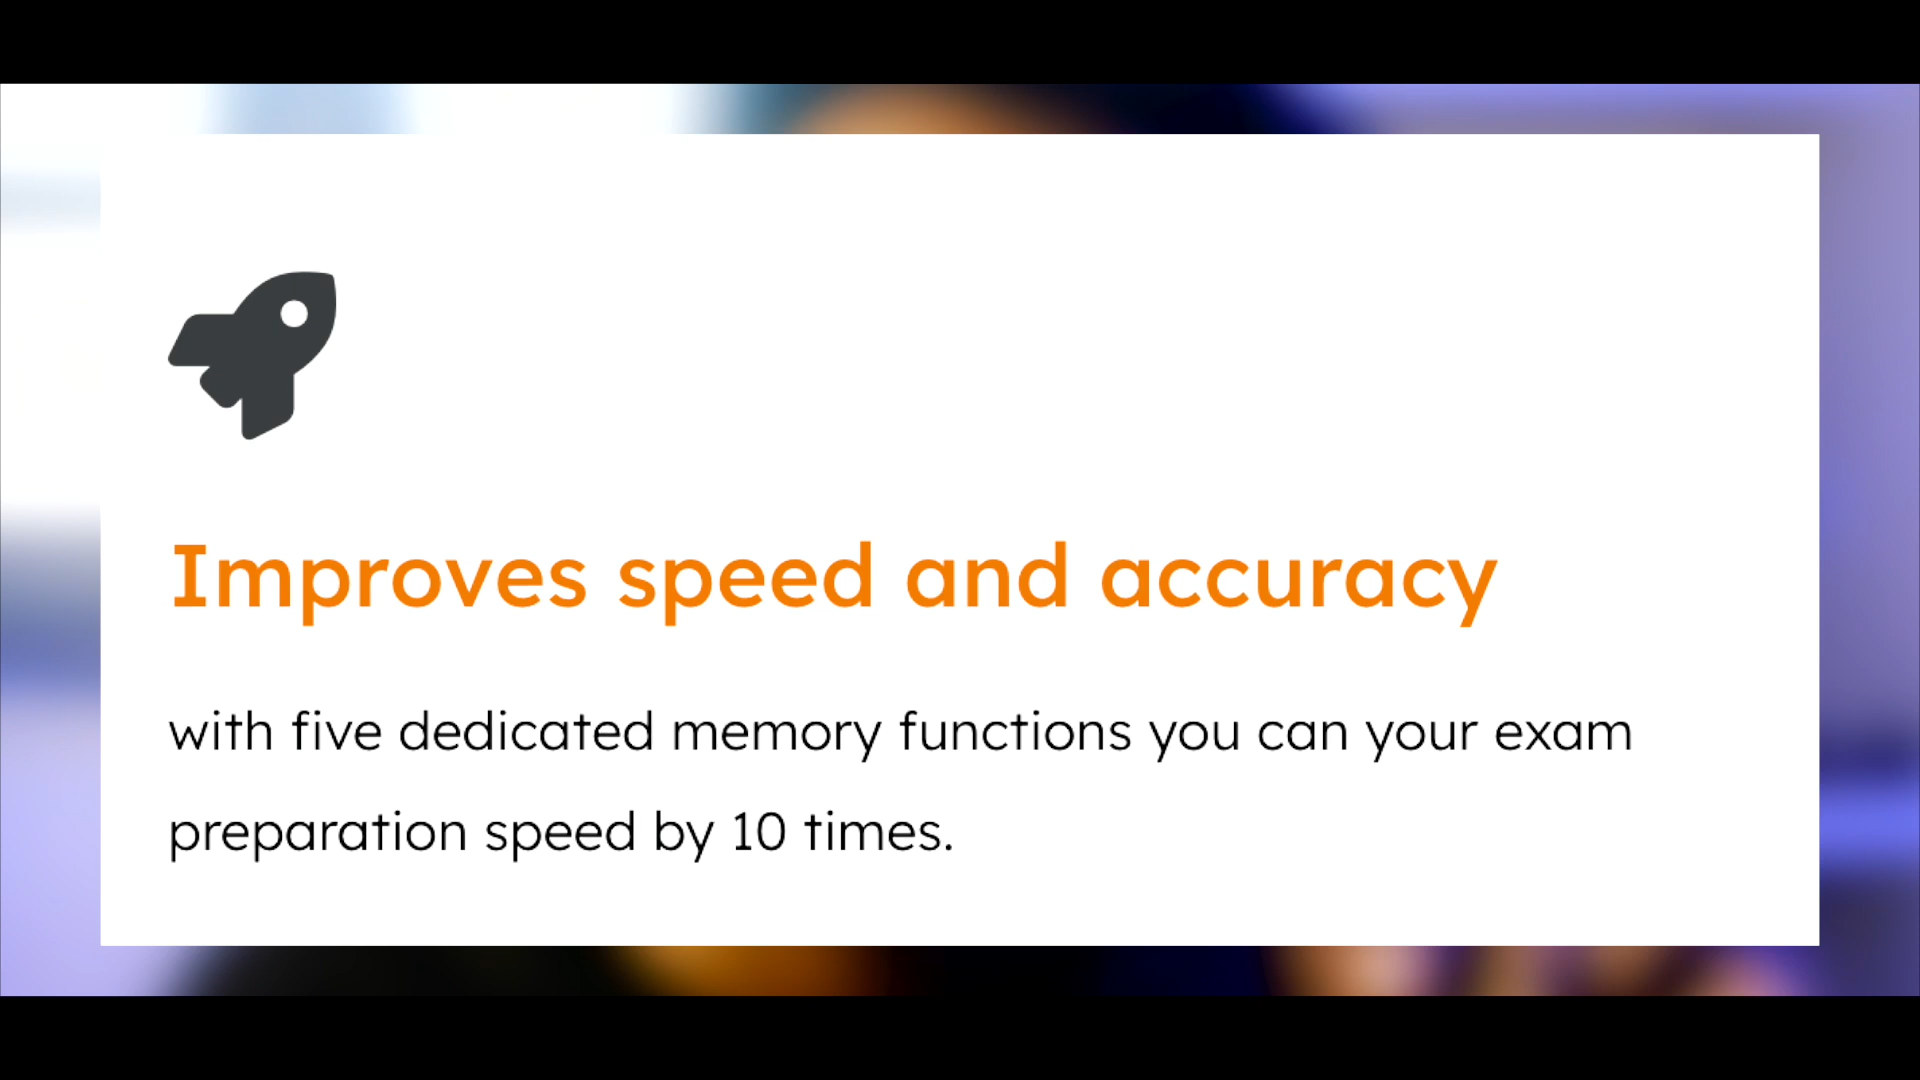 Improves speed and accuracy
with five dedicated memory functions you can your exam
preparation speed by 10 times.